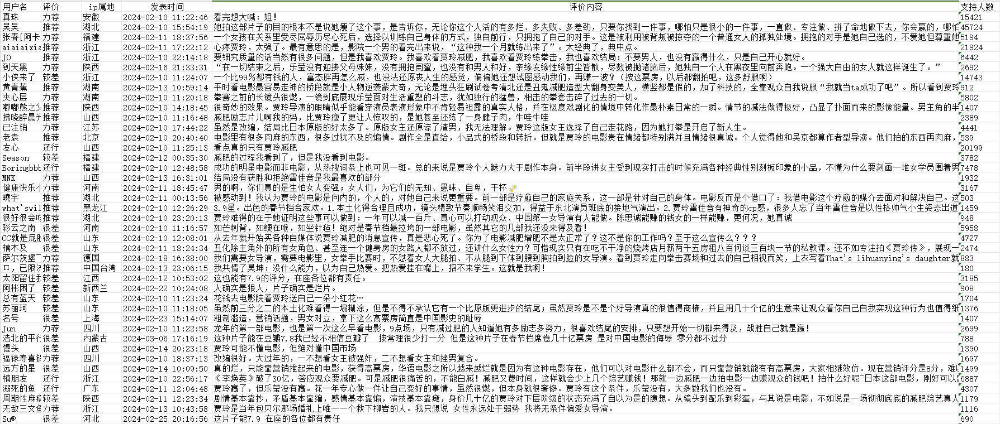 用户名 评价 ip属地 发表时间 评价内容 支持人数
真珠 力荐 安徽 2024-02-10 11:22:46 看完想大喊：姐！ 15421
吴吴 推荐 湖北 2024-02-10 15:54:19 她拍这部片子的目的根本不是说她瘦了这个事，是告诉你，无论你这个人活的有多烂、多失败、多差劲，只要你找到一件事，哪怕只是很小的一件事，一直做、专注做、拼了命地做下去，你会赢的，哪怕 45724
张春[阿卡 力荐 福建 2024-02-11 18:37:56 一个女孩在关系里受尽屈辱历尽心死后，选择以训练自己身体的方式，独自前行，只拥抱了自己的对手。这是被利用被背叛被掠夺的一个普通女人的孤独处境。拥抱的对手是她自己选的，不爱她但尊重她 5194
aiaiaixia 推荐 浙江 2024-02-11 17:22:12 心疼贾玲，太强了。最有意思的是，影院一个男的看完出来说，“这种我一个月就练出来了”。太经典了，典中点。 21924
JO 推荐 浙江 2024-02-10 22:14:18 要细究质量的话当然有很多问题，但是我喜欢贾玲。我喜欢看贾玲减肥，我喜欢看贾玲练拳击，我也喜欢结局：不要男人，也没有赢得什么，只是自己开心就好。 6442
到天黑 力荐 陕西 2024-02-16 21:33:31 “在一切结束之后，乐莹没有迎接父母妹妹，没有拥抱闺蜜，也没有和男人和好，亲缘友缘性缘前尘皆散，尽数被抛诸脑后，她独自一个人在黑夜里向前奔跑。一个强大自由的女人就这样诞生了。” 2692
小侠来了 较差 浙江 2024-02-10 11:24:07 一个比99％都有钱的人，富态胖再怎么减，也没法还原丧人生的感觉，偏偏她还想试图感动我们，再赚一波？（按这票房，以后都翻拍吧，这多舒服啊） 14743
黄青蕉 推荐 湖南 2024-02-13 10:59:14 平时看电影最容易走神的桥段就是小人物逆袭蒙太奇，无论是埋头狂刷试卷考清北还是丑鬼减肥造型大翻身变美人，横竖都是假的，加了科技的，全靠观众自我说服“我就当ta成功了吧”。所以看到贾玲 912
夹心层 力荐 湖南 2024-02-10 11:20:18 拳赛之前的长镜头很燃，一镜到底展现乐莹面对生活重塑的斗志，犹如独行的猛兽，相击的拳套击碎了过去的一切。 5802
嘟嘟熊之父 推荐 陕西 2024-02-10 14:18:45 很奇妙的效果。贾玲导演的眼睛似乎能看穿演员表演形象中不肯轻易袒露的真实人格，并在极度戏剧化的情境中转化作最朴素日常的一瞬。情节的减法做得极好，凸显了扑面而来的影像能量。男主角的半 1407
拂晓醉晨光 推荐 山西 2024-02-10 11:16:48 减肥励志片儿啊我的妈，比贾玲瘦了更让人惊叹的，是她甚至还练了一身腱子肉，牛哇牛哇 2389
已注销 力荐 江苏 2024-02-10 17:44:22 虽然是改编，结局比日本原版的好太多了。原版女主还原谅了渣男，我无法理解。贾玲这版女主选择了自己走花路，因为她打拳是开启了新人生。 4441
老袁 推荐 北京 2024-02-10 20:40:40 电影里有很多肉麻的东西，很多过犹不及的煽情。剧作全是直给，小品式的桥段和转折。但就是贾玲的电影贵在情绪都特别满并且情绪很真诚。个人觉得她和吴京都算作者型导演。他们拍的东西再肉麻， 539
友心 还行 山西 2024-02-10 11:25:13 看点真的只有贾玲减肥 20199
Season 较差 福建 2024-02-12 00:35:30 减肥的过程我看到了，但是我没看到电影。 3782
Boringbbb 还行 福建 2024-02-10 12:48:58 成功的明星电影而非电影，从热搜词条上也可见一斑。总的来说是贾玲个人魅力大于剧作本身。前半段讲女主受到现实打击的时候充满各种经典性别刻板印象的小品，不懂为什么要刻画一堆女学员围着男 7478
MNK 力荐 山西 2024-02-13 16:31:01 结局没有获胜和拒绝雷佳音是我最喜欢的部分 1932
健康快乐小 力荐 河南 2024-02-11 18:45:47 男的啊，你们真的是生怕女人变强；女人们，为它们的无知、愚昧、自卑，干杯🥂 3167
曉宇 推荐 湖北 2024-02-11 00:13:56 被感动到！我认为贾玲的电影是向内的，个人的，对她自己来说更重要。前一部是疗愈自己的家庭关系，这一部是针对自己的身体。电影反而是个借口了：我借电影这个疗愈的媒介去面对和解决自己。这 503
what'swil 推荐 黑龙江 2024-02-10 12:26:29 3.9星。出色的春节档合家欢。1.本土化得合理且成功，镜头精致节奏顺畅笑泪交加，得益于东北演员班底的接地气演出。2.贾玲雷佳音有神奇的cp感，很多人忘了当年雷佳音是以性格帅气小生姿态出道 1459
很好很会吃 推荐 湖北 2024-02-10 23:20:13 贾玲难得的在于她证明这些事可以做到：一年可以减一百斤、真心可以打动观众、中国第一女导演有人能做。陈思诚能赚的钱女的一样能赚，更何况，她真诚 948
彩云之南 很差 河南 2024-02-10 11:16:57 如芒刺背，如鲠在喉，如坐针毡！绝对是春节档最拉垮的一部电影，虽然其它的几部我还没来得及看！ 5958
CC就是屁胆 很差 山东 2024-02-10 12:08:01 从去年就开始买各种自媒体说贾玲减肥的消息宣传，真是恶心死了。你为了电影减肥增肥不是太正常了？这不是你的工作吗？至于这么宣传么？？？ 4727
楠木及 很差 山东 2024-02-11 18:24:34 丑化除主角外的所有女角色、甚至连一个健身房的女路人都不放过，还讲什么女性力？可惜现实只有在吃不干净的烧烤店月薪两千五房租八百何谈三百块一节的私教课。还不如专注拍《贾玲传》，展现一 2474
萨尔茨堡 力荐 德国 2024-02-18 16:38:00 我们需要女导演，需要电影里，女拳手比赛时，不怼着女人大腿拍、不从腿到下体到腰到胸拍到脸的女导演。看到贾玲走向拳击赛场和过去的自己相视而笑，上衣写着That's lihuanying's daughter就 883
Π，已限流 推荐 中国台湾 2024-02-13 23:06:15 我共情了昊坤：没什么能力，以为自己热爱。把热爱挂在嘴上，招不来学生。这就是我啊！ 180
太阳留住我 较差 江西 2024-02-12 10:53:02 这也能有7.9的评分，在座各位都有责任。 3185
阿彬困了 较差 新西兰 2024-02-22 10:24:08 人确实是狠人，片子确实是烂片。 908
总有蓝天 较差 山东 2024-02-10 11:23:24 花钱去电影院看贾玲送自己一朵小红花… 1704
苏丽珂 较差 山东 2024-02-10 11:18:05 虽然前三分之二的本土化难看得一塌糊涂，但是不得不承认它有一个比原版更进步的结尾；虽然贾玲是不是个好导演真的很值得商榷，并且用几十个亿的生意来让观众看你自己自我实现这种行为也值得细 1376
名号 很差 上海 2024-02-23 15:14:07 粗制滥造，营销话题，男女对立，拿下这么高票房简直是中国影史的耻辱 1407
Jun 力荐 四川 2024-02-10 11:22:58 龙年的第一部电影，也是第一次这么早看电影，9点场，只有减过肥的人知道她有多励志多努力，很喜欢结尾的安排，只要想开始一切都来得及，战胜自己就是赢！ 2699
浩北的平行 很差 内蒙古 2024-03-06 17:16:19 这种片子能在豆瓣7.8我已经不相信豆瓣了 按常理很少打一分 但是这种片子在春节档席卷几十亿票房 是对中国电影的侮辱 零分都不过分 788
馒头 很差 山西 2024-02-14 20:23:18 贾玲可能不懂电影，但绝对懂中国市场 1390
福禄寿喜锦 力荐 四川 2024-02-10 18:37:13 改编很好。大过年的，一不想看女主被强奸，二不想看女主和挫男复合。 1697
远方的星 很差 山西 2024-02-14 10:09:50 真的烂，只能靠营销推起来的电影，获得高票房，华语电影之所以越来越烂就是因为有这种电影存在，他们可以对电影什么都不会，而只靠营销就能有有高票房，大家相继效仿。现在营销评分是8分，难 1499
楠朋友 还行 浙江 2024-02-10 22:56:17 《李焕英》破了30亿，答应观众要减肥。可是减肥很痛苦的，不能白减！减肥又费时间，这样就会少上几个综艺赚钱！那就一边减肥一边拍电影一边赚观众的钱吧！拍什么好呢~日本这部电影，刚好可以 6887
溺死的鱼 还行 广东 2024-02-11 12:04:48 贾玲赢了，但乐莹没有赢。花一年专心做一件让自己变好的事情，虽然很燃，但本身就很奢侈。贾玲有这个条件，乐莹没有，大多数我们也没有。 4307
周期性麻痹 较差 陕西 2024-02-11 12:23:34 剧情基本靠抄，矛盾基本靠编，感情基本靠煽，演技基本靠瘫，身价几十亿的贾玲对下层阶级的状态充满了自以为是的臆想。从镜头到配乐到彩蛋，与其说是电影，不如说是一场彻彻底底的减肥综艺真人 1179
无敌三文鱼 力荐 浙江 2024-02-13 10:43:58 贾玲是当年包贝尔那场婚礼上唯一一个救下柳岩的人。我只想说 女性永远处于弱势 我将无条件偏爱女导演。 1116
Su® 很差 河北 2024-02-25 20:16:56 这片子能7.9 在座的各位都有责任 690